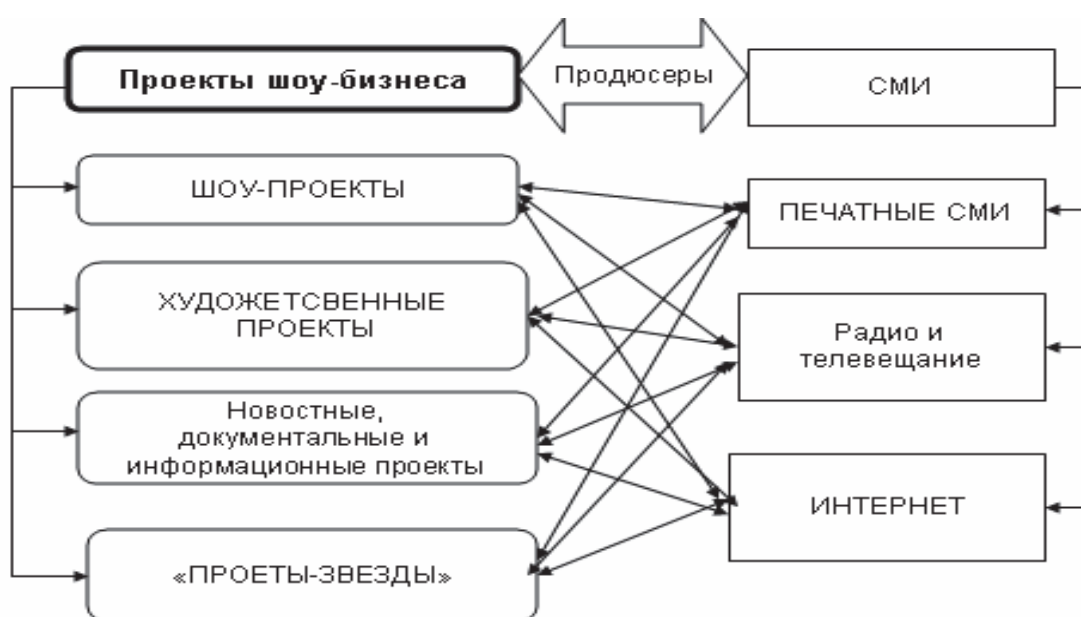 Проекты шоу-бизнеса
Продюсеры
СМИ
ШОУ-ПРОЕКТЫ
ПЕЧАТНЫЕ СМИ
ХУДОЖЕТСВЕННЫЕ
ПРОЕКТЫ
Радио и
телевещание
Новостные,
документальные и
информационные проекты
ИНТЕРНЕТ
«ПРОЕТЫ-ЗВЕЗДЫ»